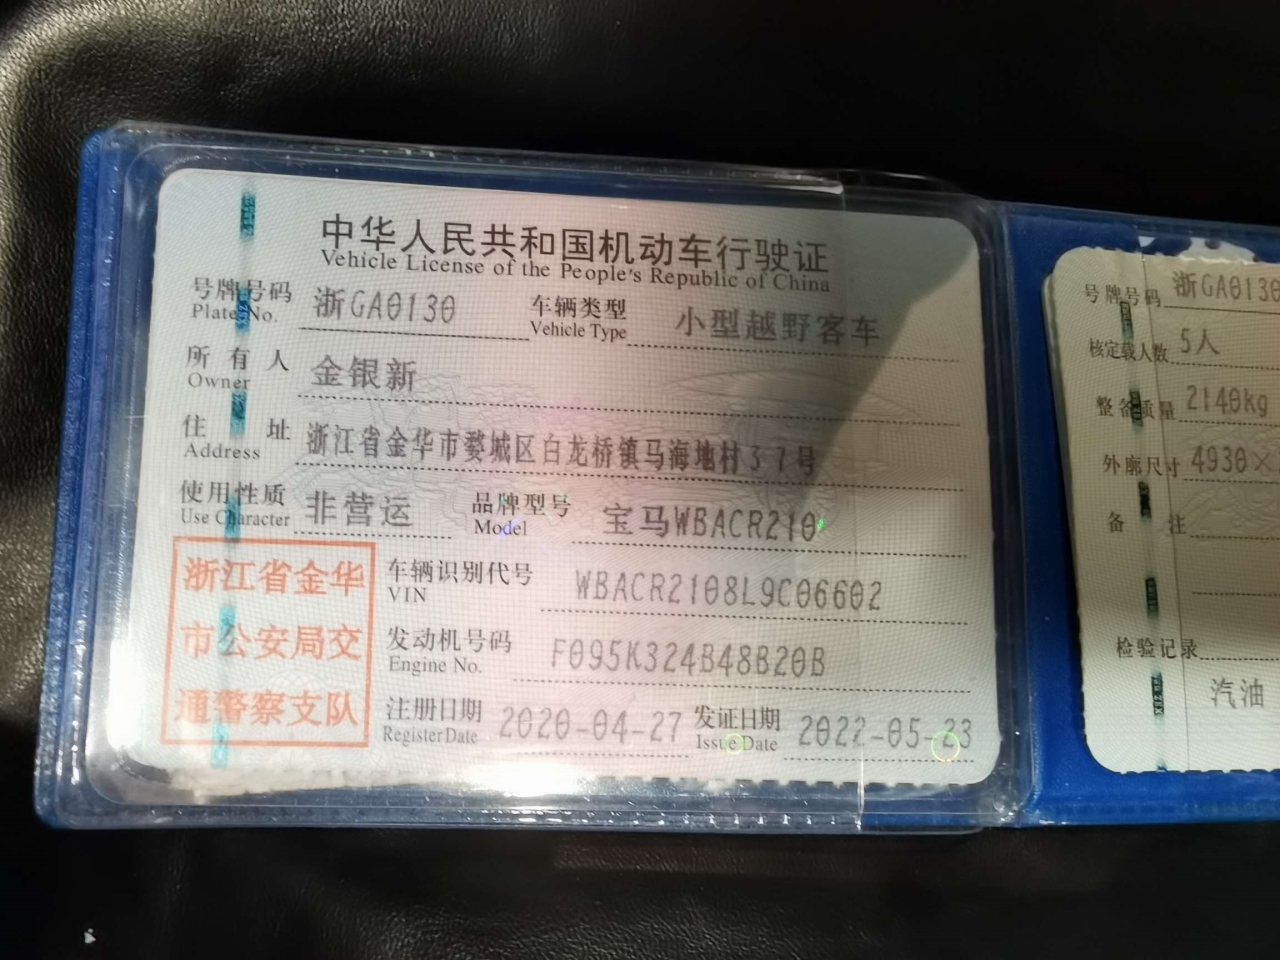 中华人民共和国机动车行驶证
Vehicle License of the People's Republic of China
号牌号码 浙GA0130 车辆类型 小型越野客车
Plate No. Vehicle Type
所有人 金银新
Owner
住址 浙江省金华市婺城区白龙桥镇马海地村37号
Address
使用性质 非营运 品牌型号 宝马WBACR210
Use Character Model
浙江省金华
市公安局交
通警察支队
车辆识别代号 WBACR2108L9C06602
VIN
发动机号码 F095K324B48B20B
Engine No.
注册日期 2020-04-27 发证日期 2022-05-23
Register Date Issue Date
号牌号码 浙GA0130
核定载人数 5人
整备质量 2140kg
外廓尺寸 4930×
备注
检验记录
汽油